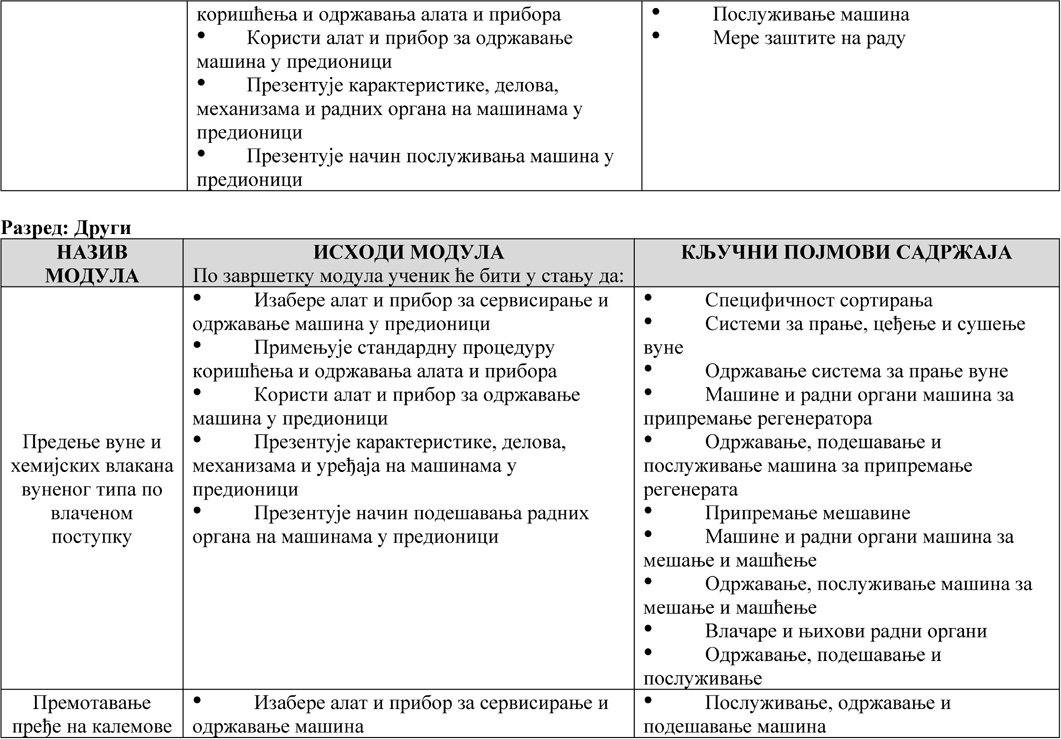 коришћења и одржавања алата и прибора
• Користи алат и прибор за одржавање
машина у предионици
• Презентује карактеристике, делова,
механизама и радних органа на машинама у
предионици
• Презентује начин послуживања машина у
предионици
• Послуживање машина
• Мере заштите на раду
Разред: Други
НАЗИВ
МОДУЛА
ИСХОДИ МОДУЛА
По завршетку модула ученик ће бити у стању да:
КЉУЧНИ ПОЈМОВИ САДРЖАЈА
Предење вуне и
хемијских влакана
вуненог типа по
влаченом
поступку
• Изабере алат и прибор за сервисирање и
одржавање машина у предионици
• Примењује стандардну процедуру
коришћења и одржавања алата и прибора
• Користи алат и прибор за одржавање
машина у предионици
• Презентује карактеристике, делова,
механизама и уређаја на машинама у
предионици
• Презентује начин подешавања радних
органа на машинама у предионици
• Специфичност сортирања
• Системи за прање, цеђење и сушење
вуне
• Одржавање система за прање вуне
• Машине и радни органи машина за
припремање регенератора
• Одржавање, подешавање и
послуживање машина за припремање
регенерата
• Припремање мешавине
• Машине и радни органи машина за
мешање и машћење
• Одржавање, послуживање машина за
мешање и машћење
• Влачаре и њихови радни органи
• Одржавање, подешавање и
послуживање
Премотавање
пређе на калемове
• Изабере алат и прибор за сервисирање и
одржавање машина
• Послуживање, одржавање и
подешавање машина